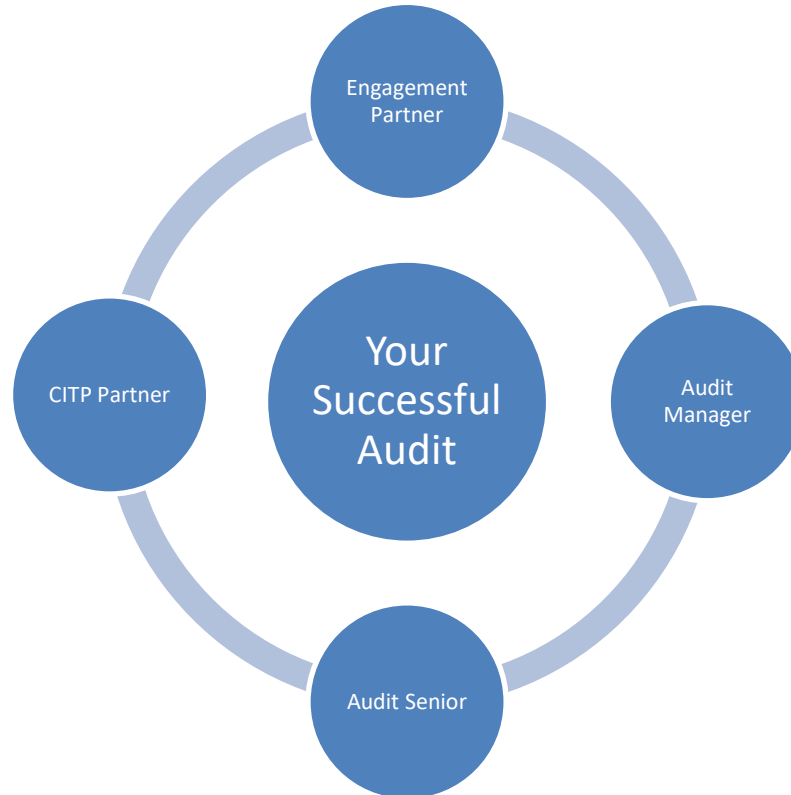 Engagement
Partner
Your
Successful
Audit
CITP Partner
Audit
Manager
Audit Senior